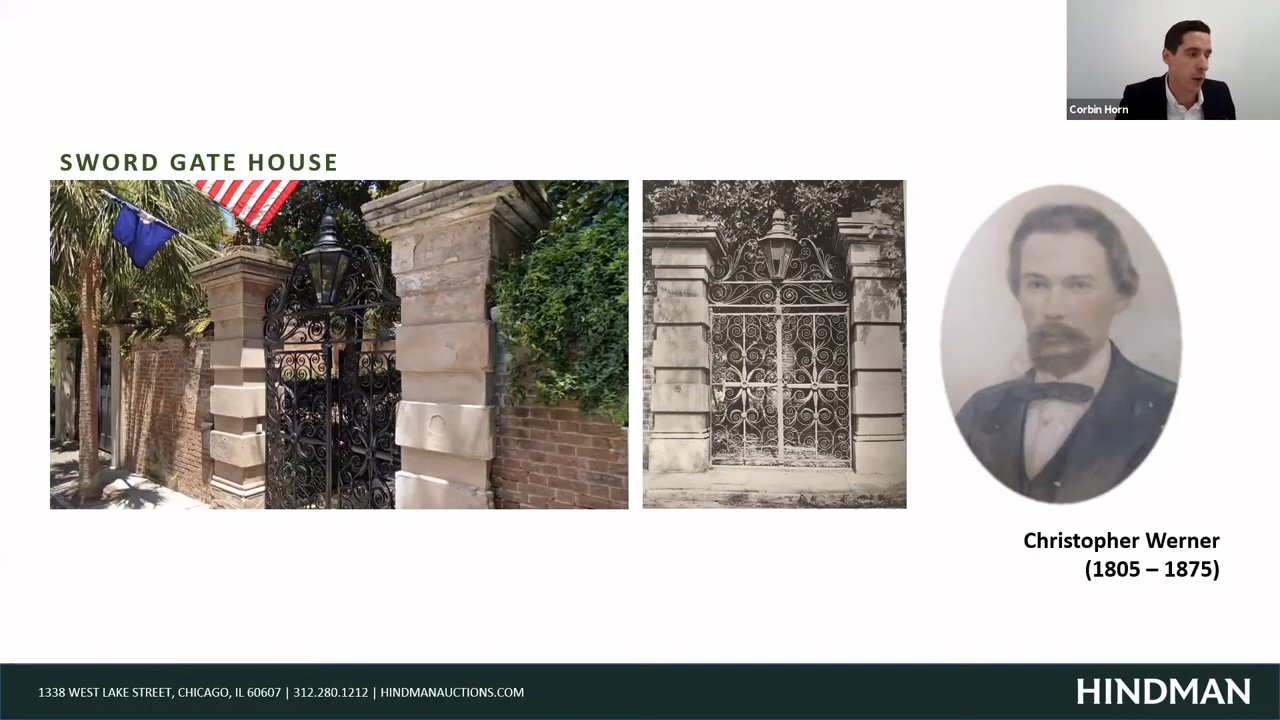 Corbin Horn
SWORD GATE HOUSE
Christopher Werner
(1805 – 1875)
1338 WEST LAKE STREET, CHICAGO, IL 60607 | 312.280.1212 | HINDMANAUCTIONS.COM
HINDMAN